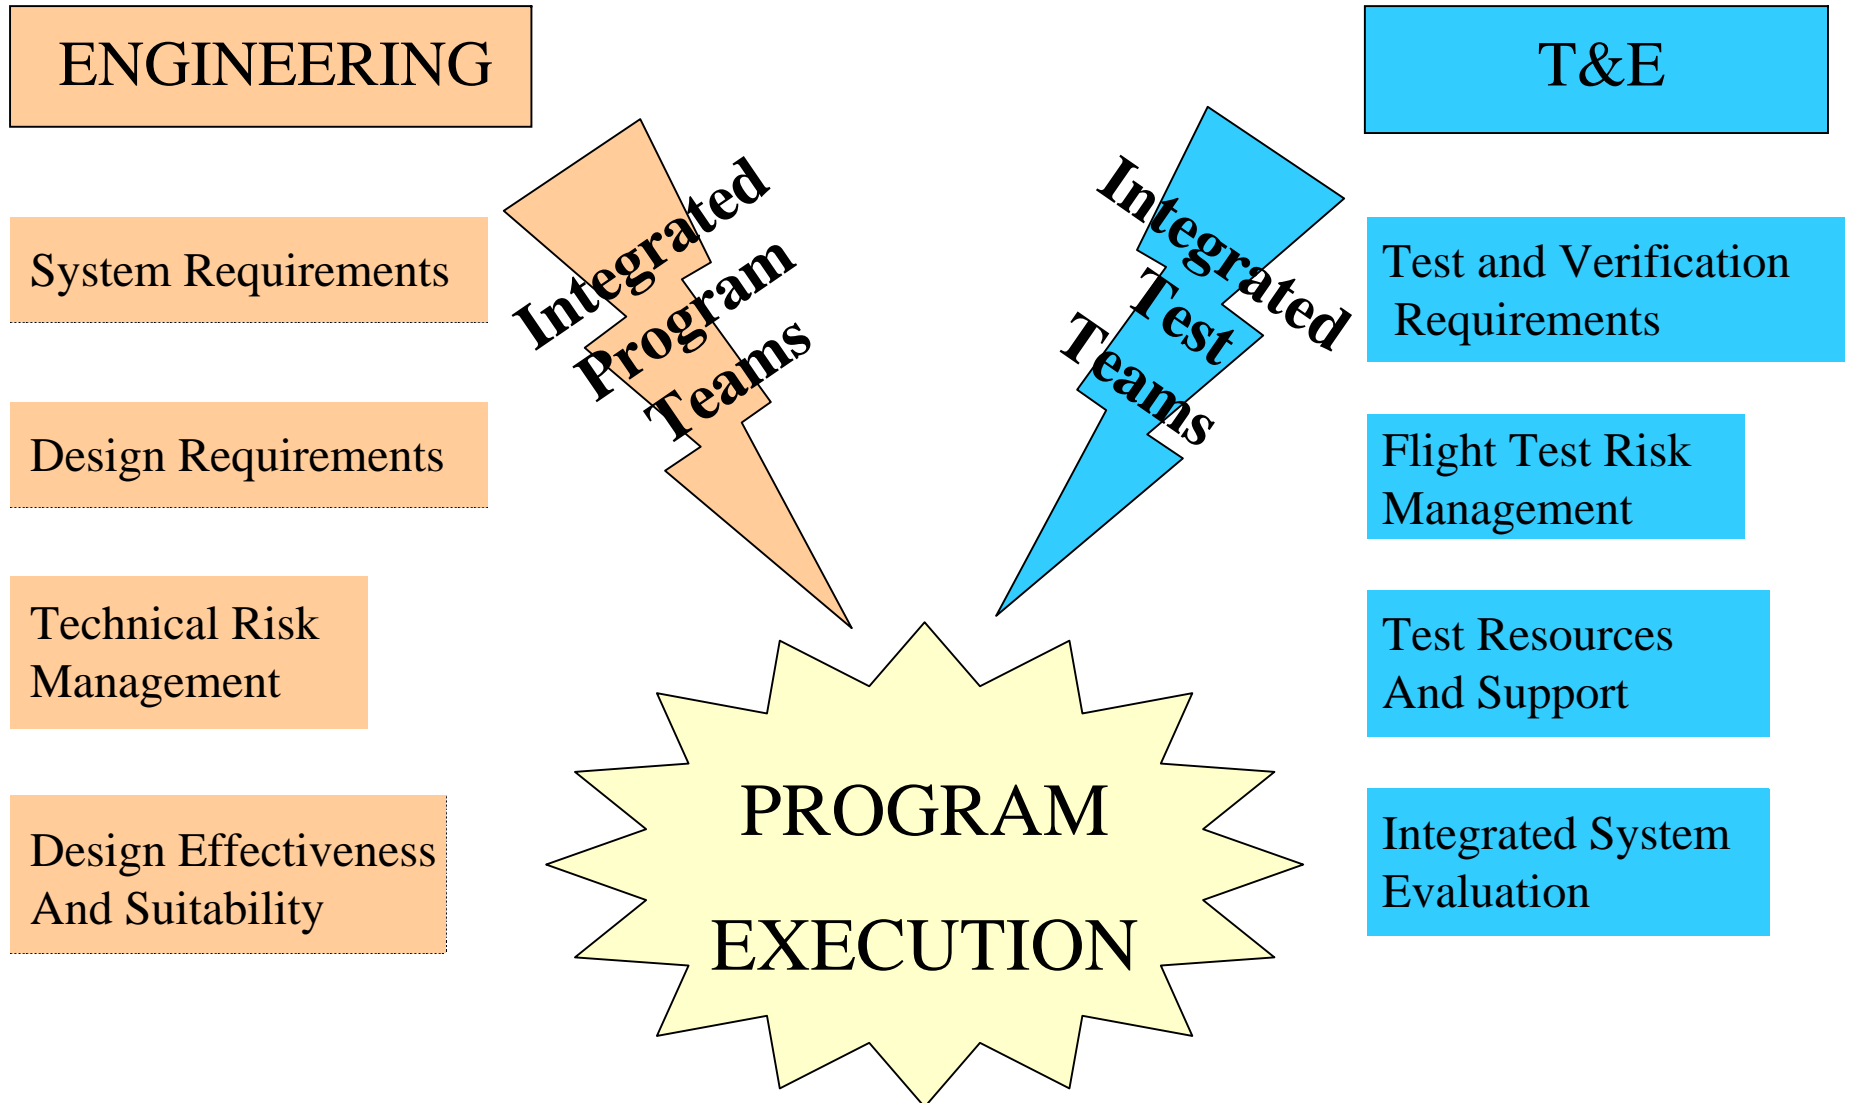 ENGINEERING
System Requirements
Design Requirements
Technical Risk
Management
Design Effectiveness
And Suitability
Integrated
Program
Teams
Integrated
Test
Teams
PROGRAM
EXECUTION
T&E
Test and Verification
Requirements
Flight Test Risk
Management
Test Resources
And Support
Integrated System
Evaluation